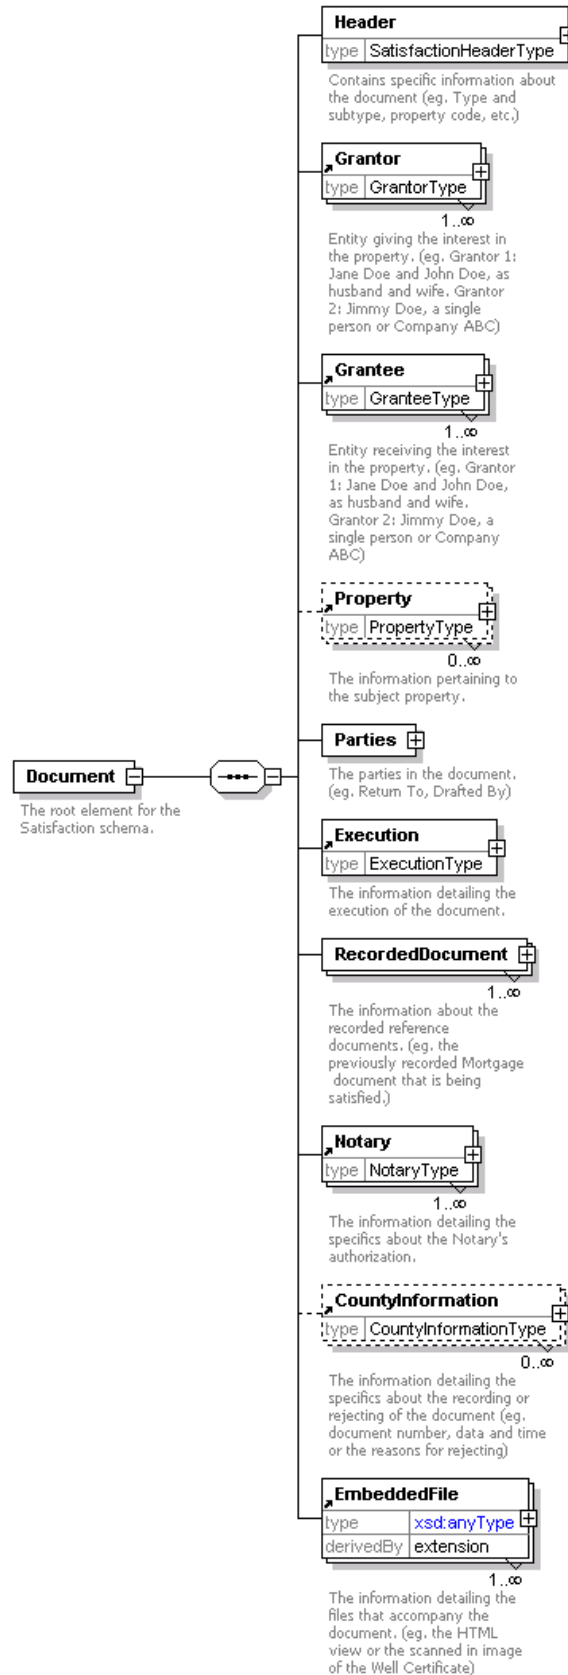 Header
type SatisfactionHeaderType
Contains specific information about
the document (eg. Type and
subtype, property code, etc.)
Grantor
type GrantorType
1..∞
Entity giving the interest in
the property. (eg. Grantor 1:
Jane Doe and John Doe, as
husband and wife. Grantor
2: Jimmy Doe, a single
person or Company ABC)
Grantee
type GranteeType
1..∞
Entity receiving the interest
in the property. (eg. Grantor
1: Jane Doe and John Doe,
as husband and wife.
Grantor 2: Jimmy Doe, a
single person or Company
ABC)
Property
type PropertyType
0..∞
The information pertaining to
the subject property.
Parties
The parties in the document.
(eg. Return To, Drafted By)
Document
The root element for the
Satisfaction schema.
Execution
type ExecutionType
The information detailing the
execution of the document.
RecordedDocument
1..∞
The information about the
recorded reference
documents. (eg. the
previously recorded Mortgage
document that is being
satisfied.)
Notary
type NotaryType
1..∞
The information detailing the
specifics about the Notary's
authorization.
CountyInformation
type CountyInformationType
0..∞
The information detailing the
specifics about the recording or
rejecting of the document (eg.
document number, data and time
or the reasons for rejecting)
EmbeddedFile
type xsd:anyType
derivedBy extension
1..∞
The information detailing the
files that accompany the
document. (eg. the HTML
view or the scanned in image
of the Well Certificate)